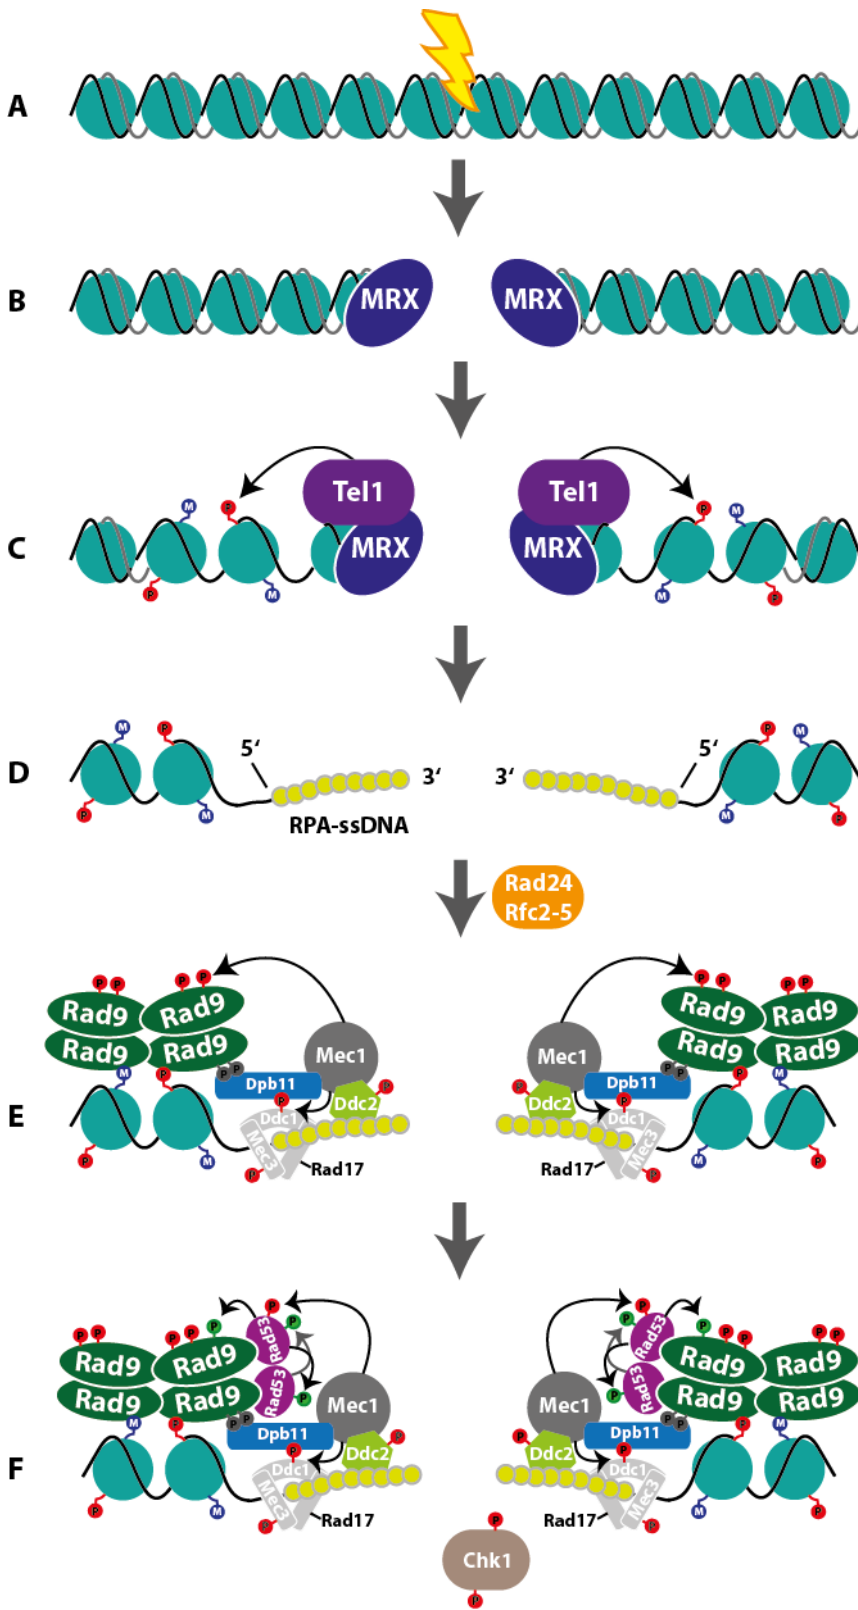 A
B
MRX
MRX
C
Tel1
Tel1
MRX
MRX
M
P
P
M
P
M
M
P
D
M
P
5‘
3‘
3‘
5‘
P
M
P
M
M
P
RPA-ssDNA
Rad24
Rfc2-5
E
P P
P P
Rad9
Rad9
Rad9
Rad9
Mec1
P P
Dpb11
Ddc2
P
M
P
P
Ddc1
Mec3
Rad17
P
M
P
P P
P P
Rad9
Rad9
Rad9
Rad9
Mec1
P P
Dpb11
Ddc2
P
P
M
P
Ddc1
Mec3
Rad17
P
M
P
F
P P
P P
P
P
P
Rad53
Rad53
P
Rad9
Rad9
Rad9
Rad9
Mec1
P P
Dpb11
Ddc2
P
M
P
P
Ddc1
Mec3
Rad17
P
P
M
P
P
P
P P
P P
Rad53
Rad53
P
Rad9
Rad9
Rad9
Rad9
Mec1
P P
Dpb11
Ddc2
P
P
M
P
Ddc1
Mec3
Rad17
P
M
P
P
Chk1
P